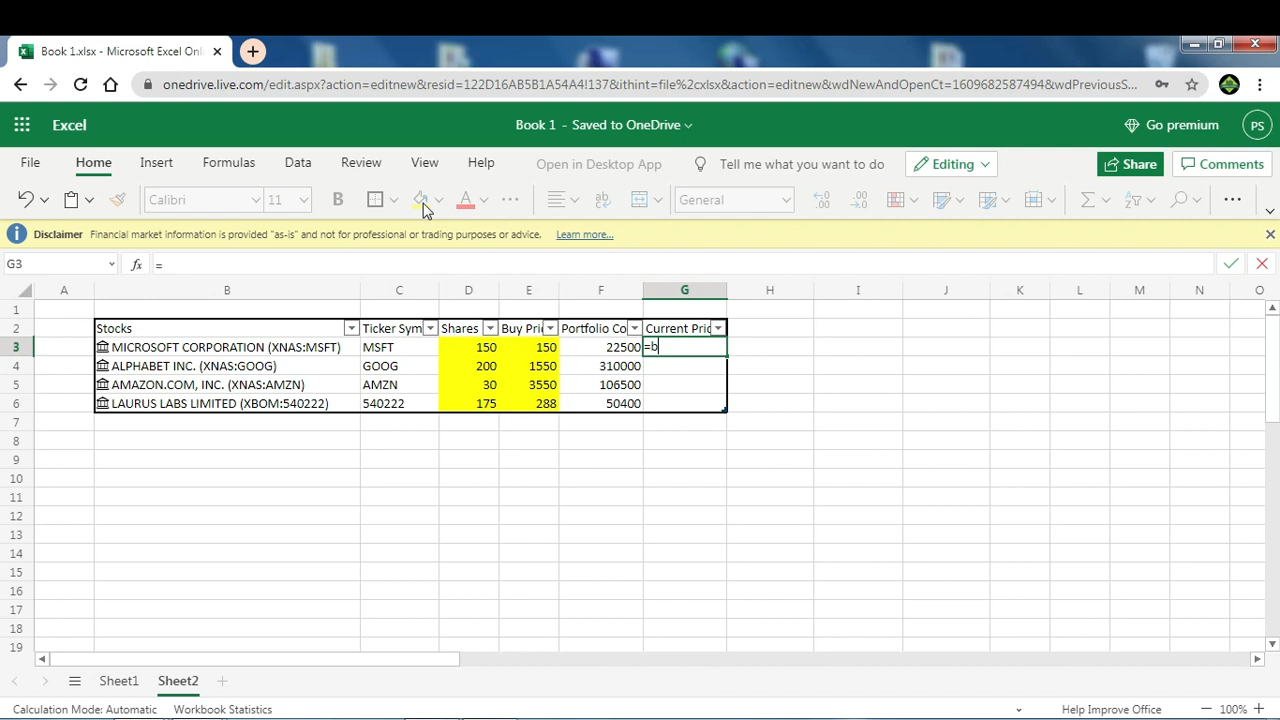 Book 1.xlsx - Microsoft Excel Onl
onedrive.live.com/edit.aspx?action=editnew&resid=122D16AB5B1A54A4!137&ithint=file%2cxlsx&action=editnew&wdNewAndOpenCt=1609682587494&wdPreviousS...
Excel
Book 1 - Saved to OneDrive
Go premium
PS
File Home Insert Formulas Data Review View Help Open in Desktop App Tell me what you want to do Editing Share Comments
Calibri 11 B A ab General
Disclaimer Financial market information is provided "as-is" and not for professional or trading purposes or advice. Learn more...
G3 fx =
A B C D E F G H I J K L M N O
1
2 Stocks Ticker Sym Shares Buy Pri Portfolio Co Current Pric
3 MICROSOFT CORPORATION (XNAS:MSFT) MSFT 150 150 22500 =b
4 ALPHABET INC. (XNAS:GOOG) GOOG 200 1550 310000
5 AMAZON.COM, INC. (XNAS:AMZN) AMZN 30 3550 106500
6 LAURUS LABS LIMITED (XBOM:540222) 540222 175 288 50400
7
8
9
10
11
12
13
14
15
16
17
18
19
Sheet1 Sheet2
Calculation Mode: Automatic Workbook Statistics Help Improve Office 100%